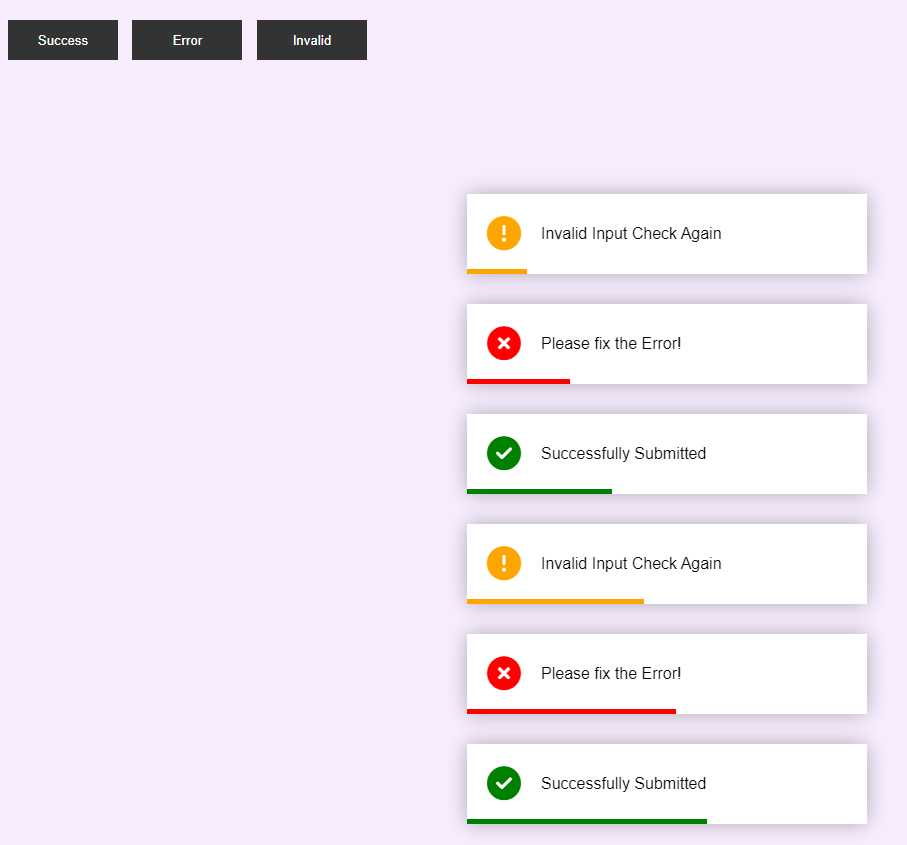 Success Error Invalid
Invalid Input Check Again
Please fix the Error!
Successfully Submitted
Invalid Input Check Again
Please fix the Error!
Successfully Submitted